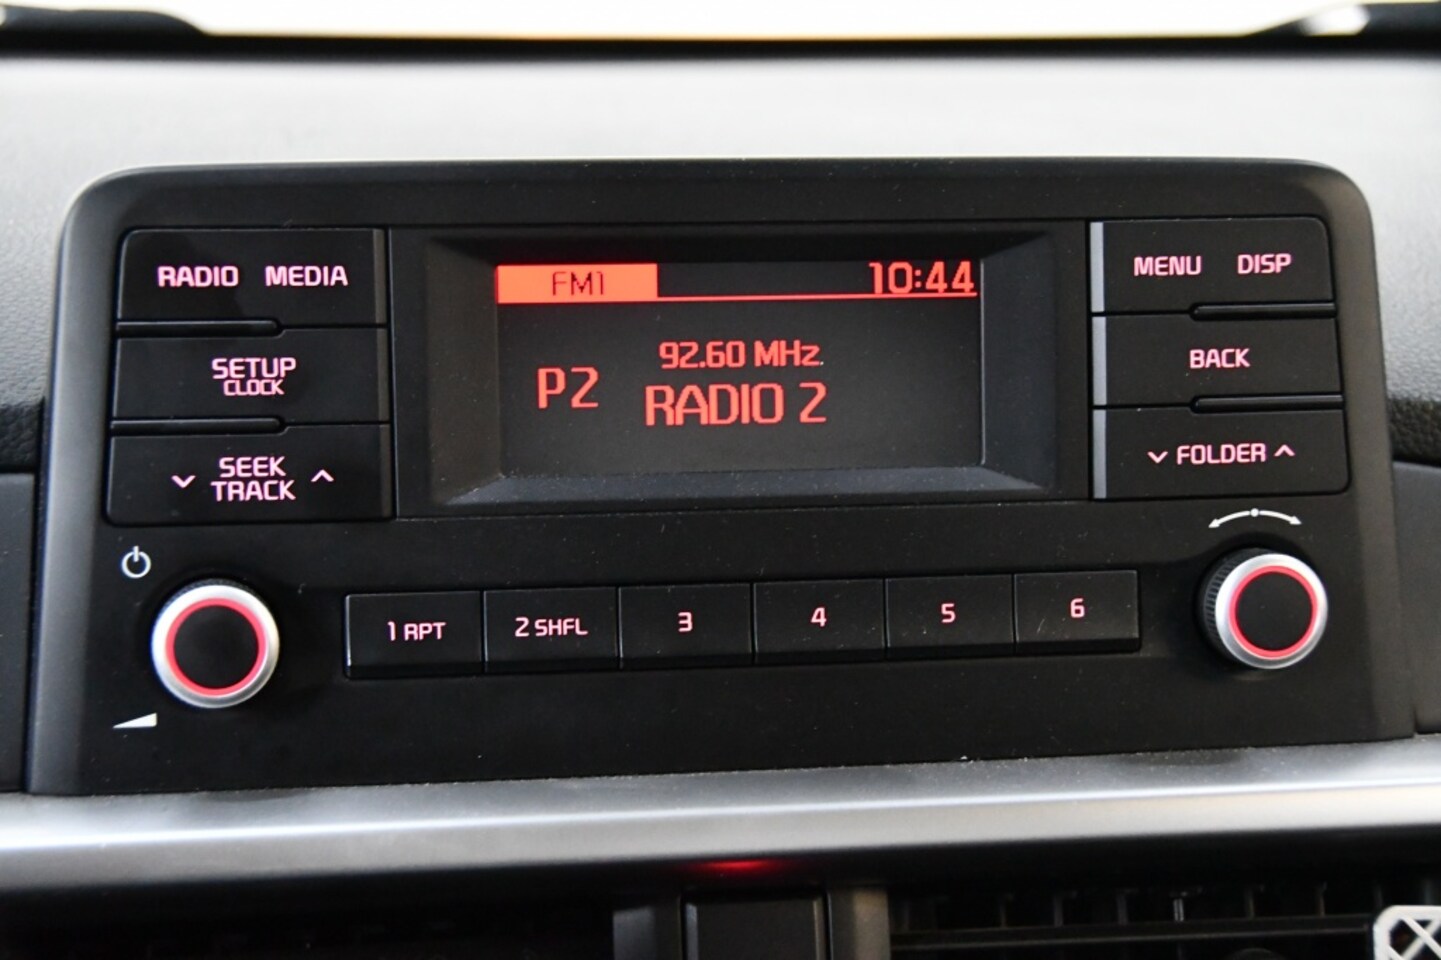 RADIO MEDIA
FM1 10:44
MENU DISP
SETUP
CLOCK
92.60 MHz.
P2 RADIO 2
BACK
SEEK
TRACK
FOLDER
1 RPT 2 SHFL 3 4 5 6